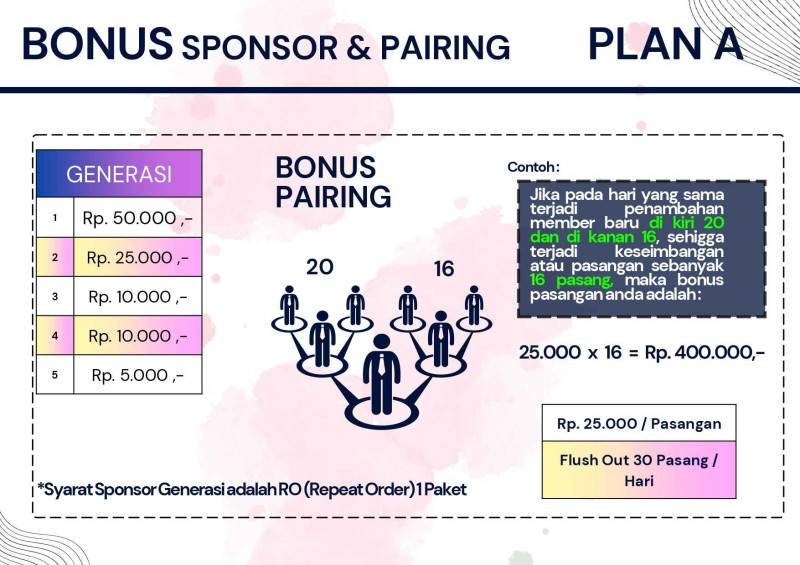 BONUS SPONSOR & PAIRING PLAN A
GENERASI
1 Rp. 50.000 ,-
2 Rp. 25.000 ,-
3 Rp. 10.000 ,-
4 Rp. 10.000 ,-
5 Rp. 5.000 ,-
BONUS
PAIRING
20 16
Contoh :
Jika pada hari yang sama
terjadi penambahan
member baru di kiri 20
dan di kanan 16, sehigga
terjadi keseimbangan
atau pasangan sebanyak
16 pasang, maka bonus
pasangan anda adalah :
25.000 x 16 = Rp. 400.000,-
Rp. 25.000 / Pasangan
Flush Out 30 Pasang /
Hari
*Syarat Sponsor Generasi adalah RO (Repeat Order) 1 Paket